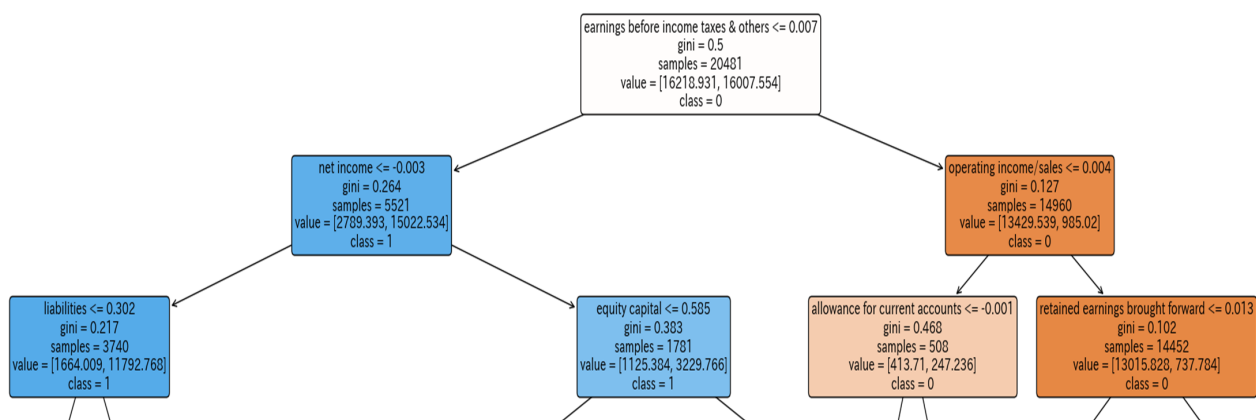 earnings before income taxes & others <= 0.007
gini = 0.5
samples = 20481
value = [16218.931, 16007.554]
class = 0
net income <= -0.003
gini = 0.264
samples = 5521
value = [2789.393, 15022.534]
class = 1
operating income/sales <= 0.004
gini = 0.127
samples = 14960
value = [13429.539, 985.02]
class = 0
liabilities <= 0.302
gini = 0.217
samples = 3740
value = [1664.009, 11792.768]
class = 1
equity capital <= 0.585
gini = 0.383
samples = 1781
value = [1125.384, 3229.766]
class = 1
allowance for current accounts <= -0.001
gini = 0.468
samples = 508
value = [413.71, 247.236]
class = 0
retained earnings brought forward <= 0.013
gini = 0.102
samples = 14452
value = [13015.828, 737.784]
class = 0